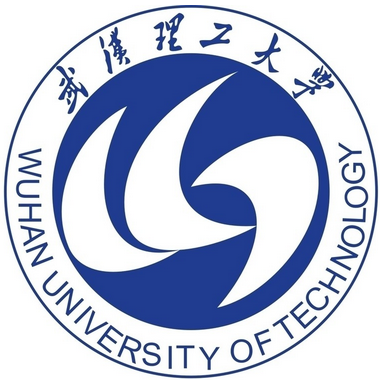 武漢理工大學
WUHAN UNIVERSITY OF TECHNOLOGY